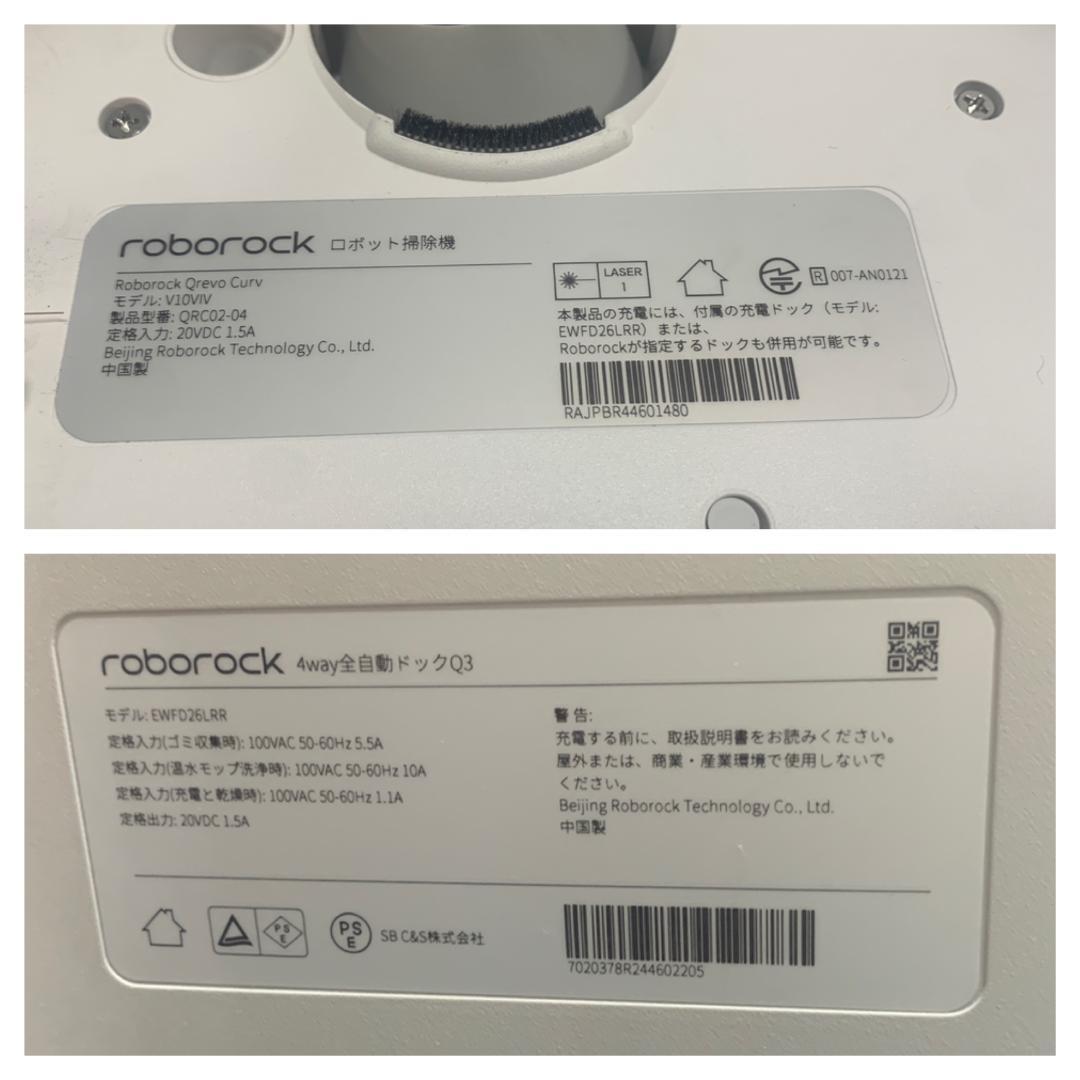 roborock ロボット掃除機
Roborock Qrevo Curv
モデル: V10VIV
製品型番: QRC02-04
定格入力: 20VDC 1.5A
Beijing Roborock Technology Co., Ltd.
中国製
LASER
1
R 007-AN0121
本製品の充電には、付属の充電ドック（モデル:
EWFD26LRR）または、
Roborockが指定するドックも併用が可能です。
RAJPBR44601480
roborock 4way全自動ドックQ3
モデル: EWFD26LRR
定格入力(ゴミ収集時): 100VAC 50-60Hz 5.5A
定格入力(温水モップ洗浄時): 100VAC 50-60Hz 10A
定格入力(充電と乾燥時): 100VAC 50-60Hz 1.1A
定格出力: 20VDC 1.5A
警告:
充電する前に、取扱説明書をお読みください。
屋外または、商業・産業環境で使用しないで
ください。
Beijing Roborock Technology Co., Ltd.
中国製
PSE
PSE
SB C&S株式会社
7020378R244602205